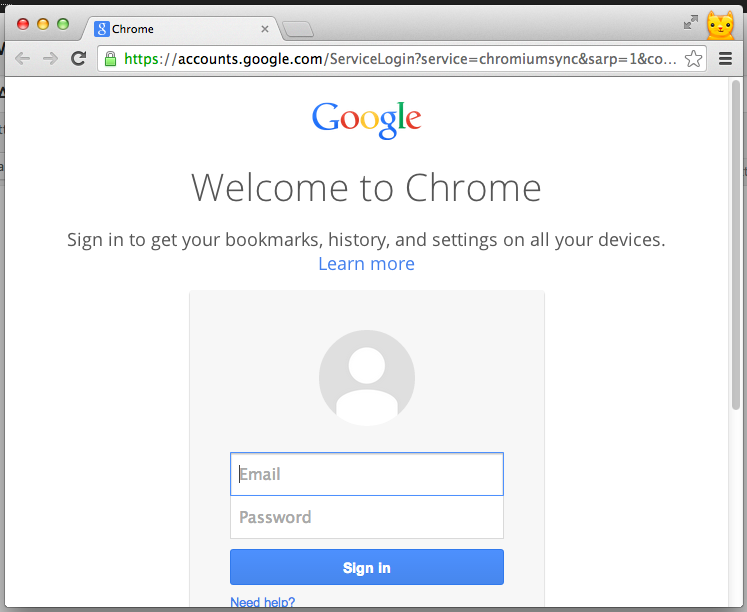 Chrome
https://accounts.google.com/ServiceLogin?service=chromiumsync&sarp=1&co...
Google
Welcome to Chrome
Sign in to get your bookmarks, history, and settings on all your devices.
Learn more
Email
Password
Sign in
Need help?